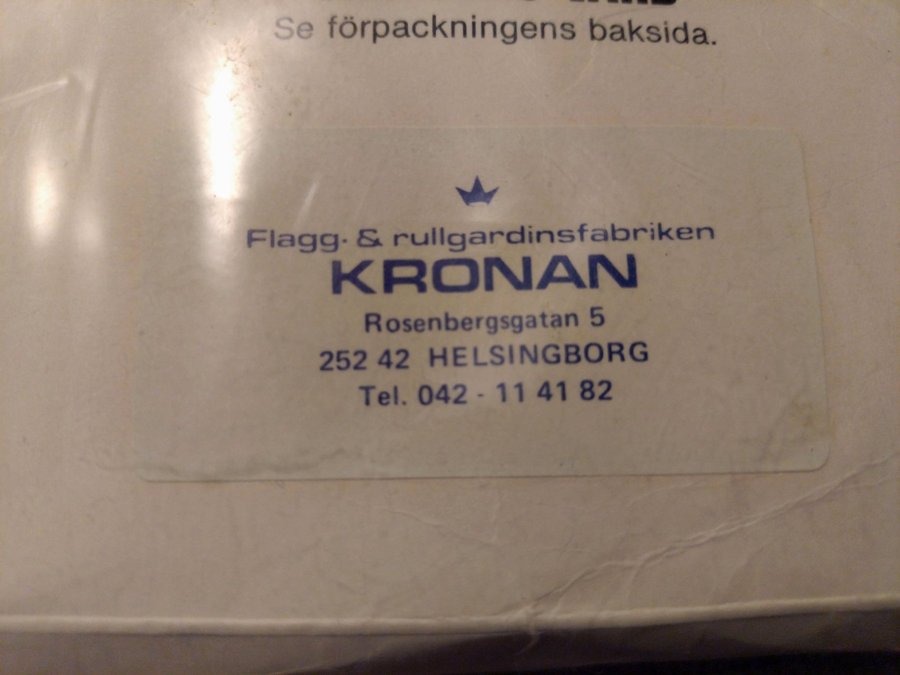 Se förpackningens baksida.
Flagg- & rullgardinsfabriken
KRONAN
Rosenbergsgatan 5
252 42 HELSINGBORG
Tel. 042 - 11 41 82